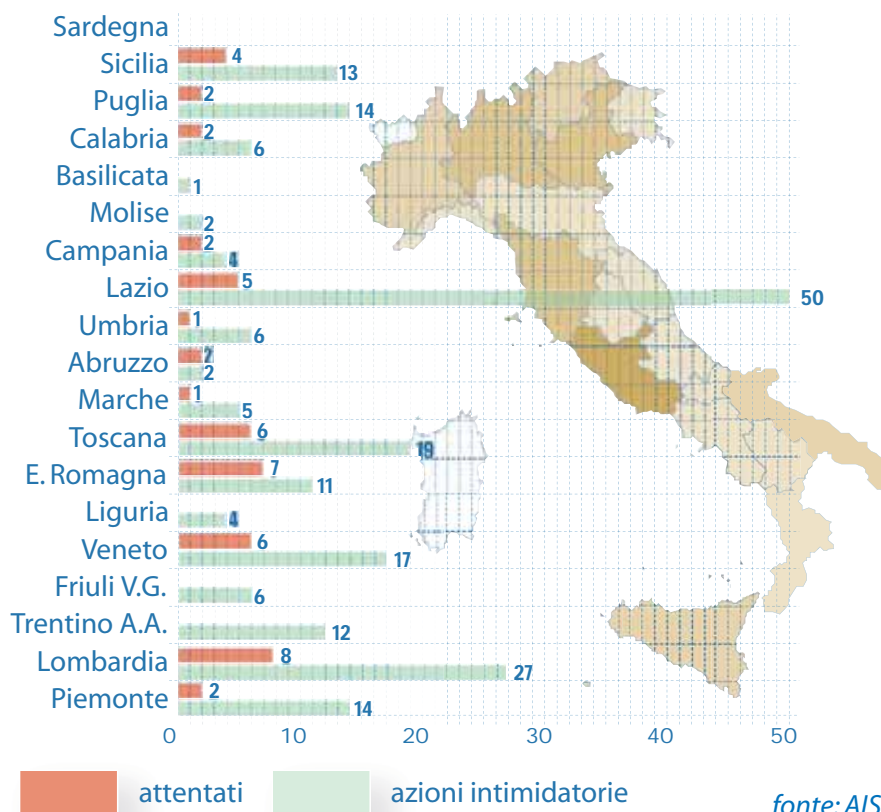 Sardegna
Sicilia
4
13
Puglia
2
14
Calabria
2
6
Basilicata
1
Molise
2
Campania
2
4
Lazio
5
50
Umbria
1
6
Abruzzo
2
2
Marche
1
5
Toscana
6
19
E. Romagna
7
11
Liguria
4
Veneto
6
17
Friuli V.G.
6
Trentino A.A.
12
Lombardia
8
27
Piemonte
2
14
0 10 20 30 40 50
attentati azioni intimidatorie
fonte: AIS